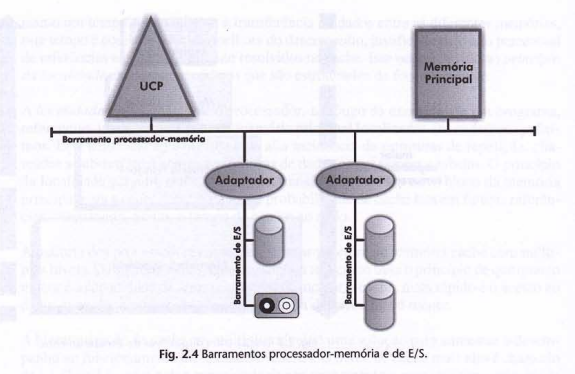 UCP
Memória
Principal
Barramento processador-memória
Adaptador
Adaptador
Barramento de E/S
Barramento de E/S
Fig. 2.4 Barramentos processador-memória e de E/S.